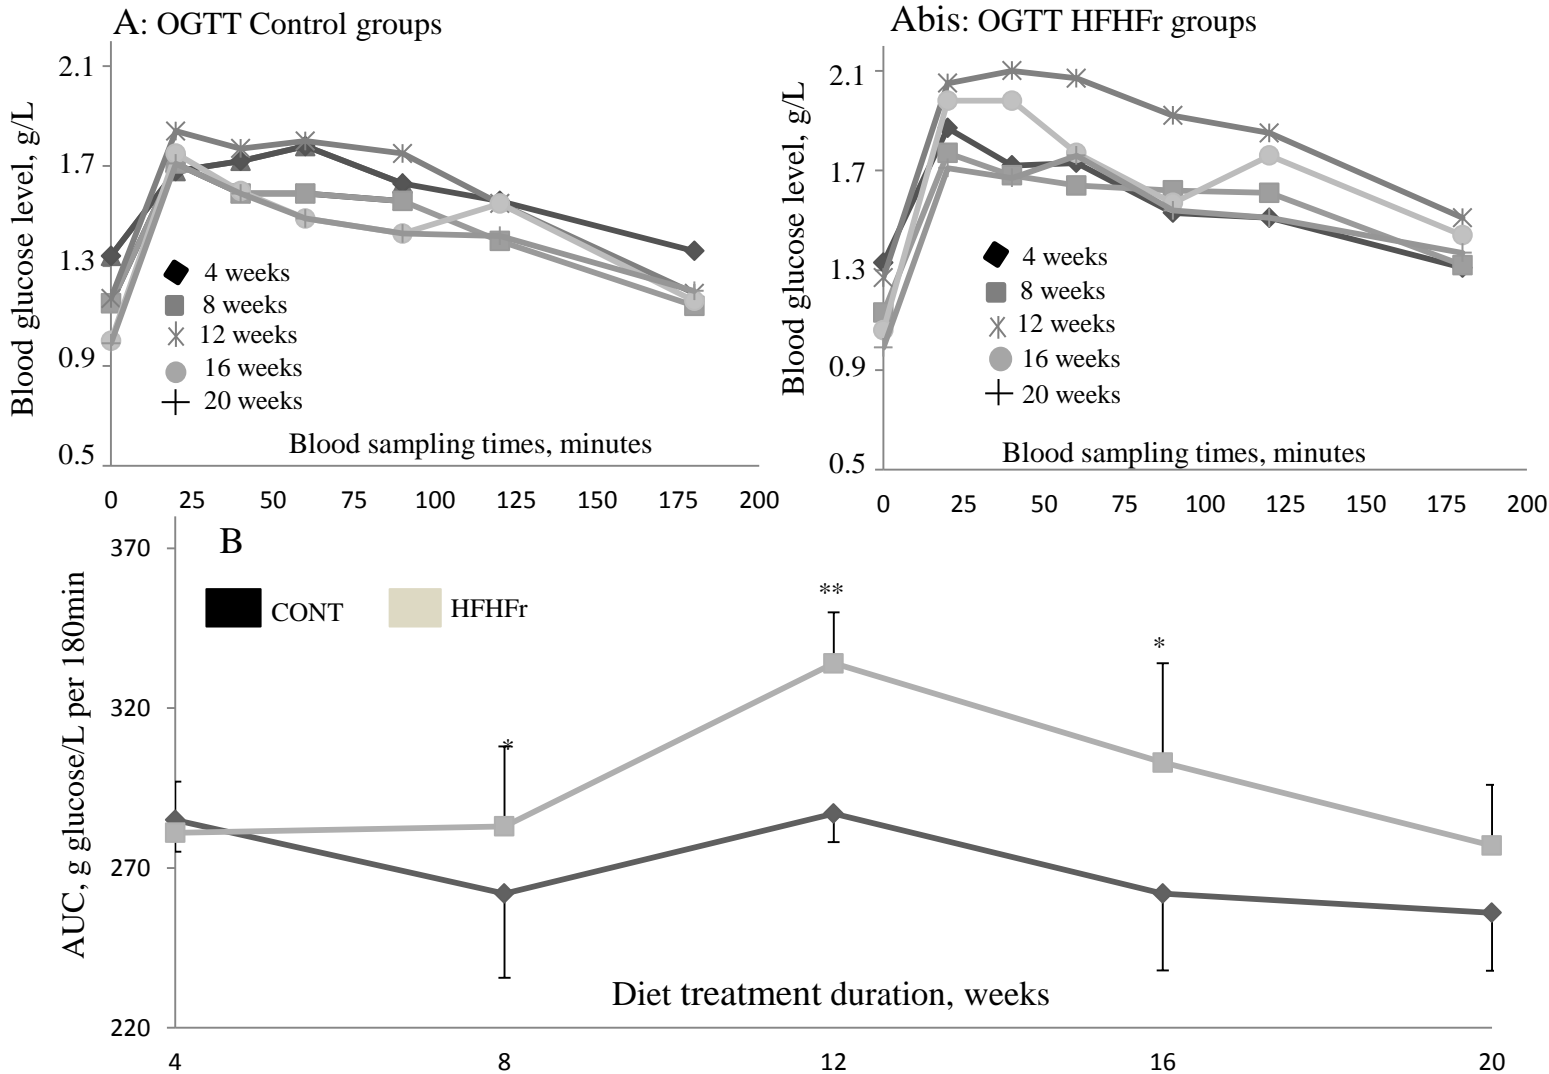 A: OGTT Control groups
2.1
1.7
1.3
0.9
0.5
Blood glucose level, g/L
4 weeks
8 weeks
12 weeks
16 weeks
20 weeks
Blood sampling times, minutes
0 25 50 75 100 125 150 175 200
Abis: OGTT HFHFr groups
2.1
1.7
1.3
0.9
0.5
Blood glucose level, g/L
4 weeks
8 weeks
12 weeks
16 weeks
20 weeks
Blood sampling times, minutes
0 25 50 75 100 125 150 175 200
B
CONT HFHFr
370
320
270
220
AUC, g glucose/L per 180min
*
**
*
Diet treatment duration, weeks
4 8 12 16 20